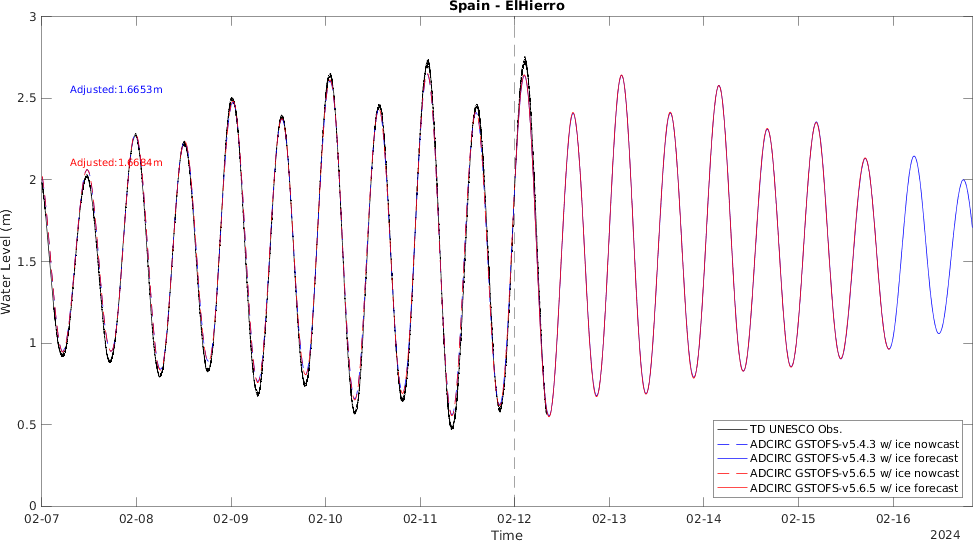 Spain - ElHierro
3
2.5
2
1.5
1
0.5
0
Water Level (m)
Adjusted:1.6653m
Adjusted:1.6684m
TD UNESCO Obs.
ADCIRC GSTOFS-v5.4.3 w/ ice nowcast
ADCIRC GSTOFS-v5.4.3 w/ ice forecast
ADCIRC GSTOFS-v5.6.5 w/ ice nowcast
ADCIRC GSTOFS-v5.6.5 w/ ice forecast
02-07 02-08 02-09 02-10 02-11 02-12 02-13 02-14 02-15 02-16
Time
2024